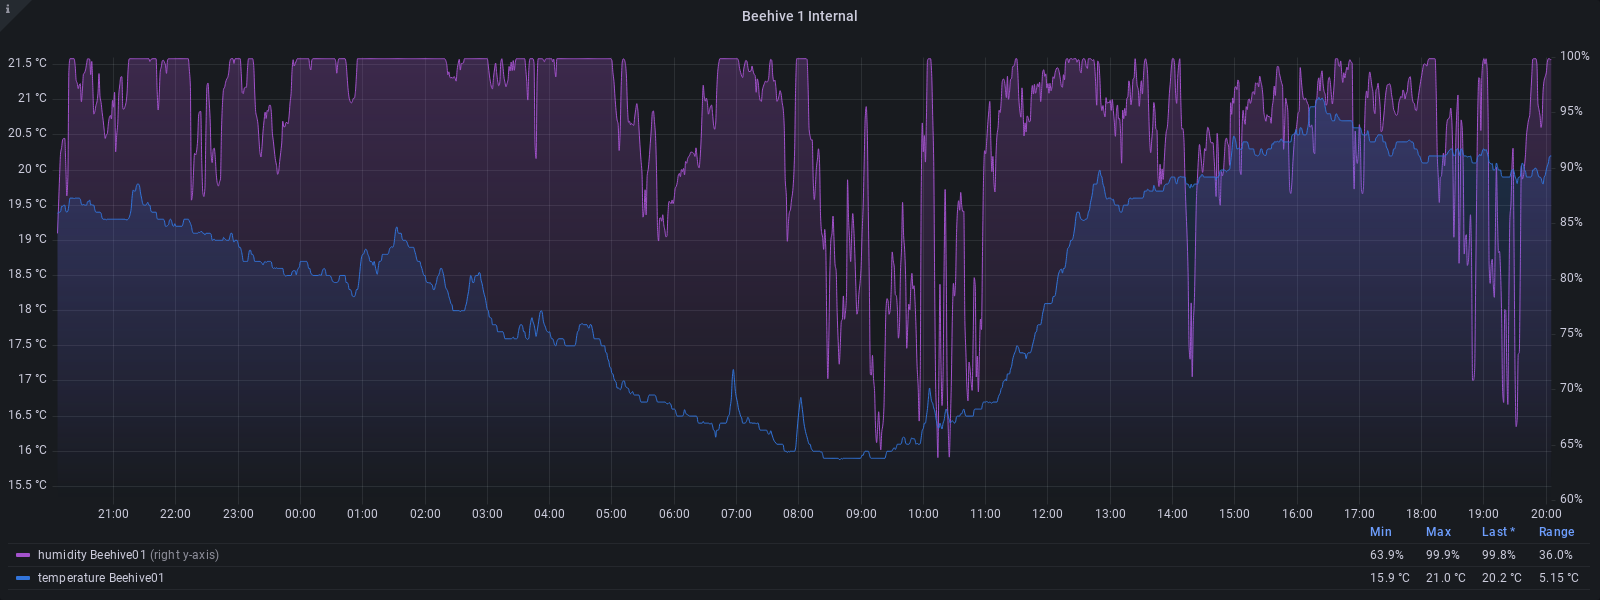 i
Beehive 1 Internal
21.5 °C
21 °C
20.5 °C
20 °C
19.5 °C
19 °C
18.5 °C
18 °C
17.5 °C
17 °C
16.5 °C
16 °C
15.5 °C
100%
95%
90%
85%
80%
75%
70%
65%
60%
21:00 22:00 23:00 00:00 01:00 02:00 03:00 04:00 05:00 06:00 07:00 08:00 09:00 10:00 11:00 12:00 13:00 14:00 15:00 16:00 17:00 18:00 19:00 20:00
Min Max Last * Range
humidity Beehive01 (right y-axis) 63.9% 99.9% 99.8% 36.0%
temperature Beehive01 15.9 °C 21.0 °C 20.2 °C 5.15 °C